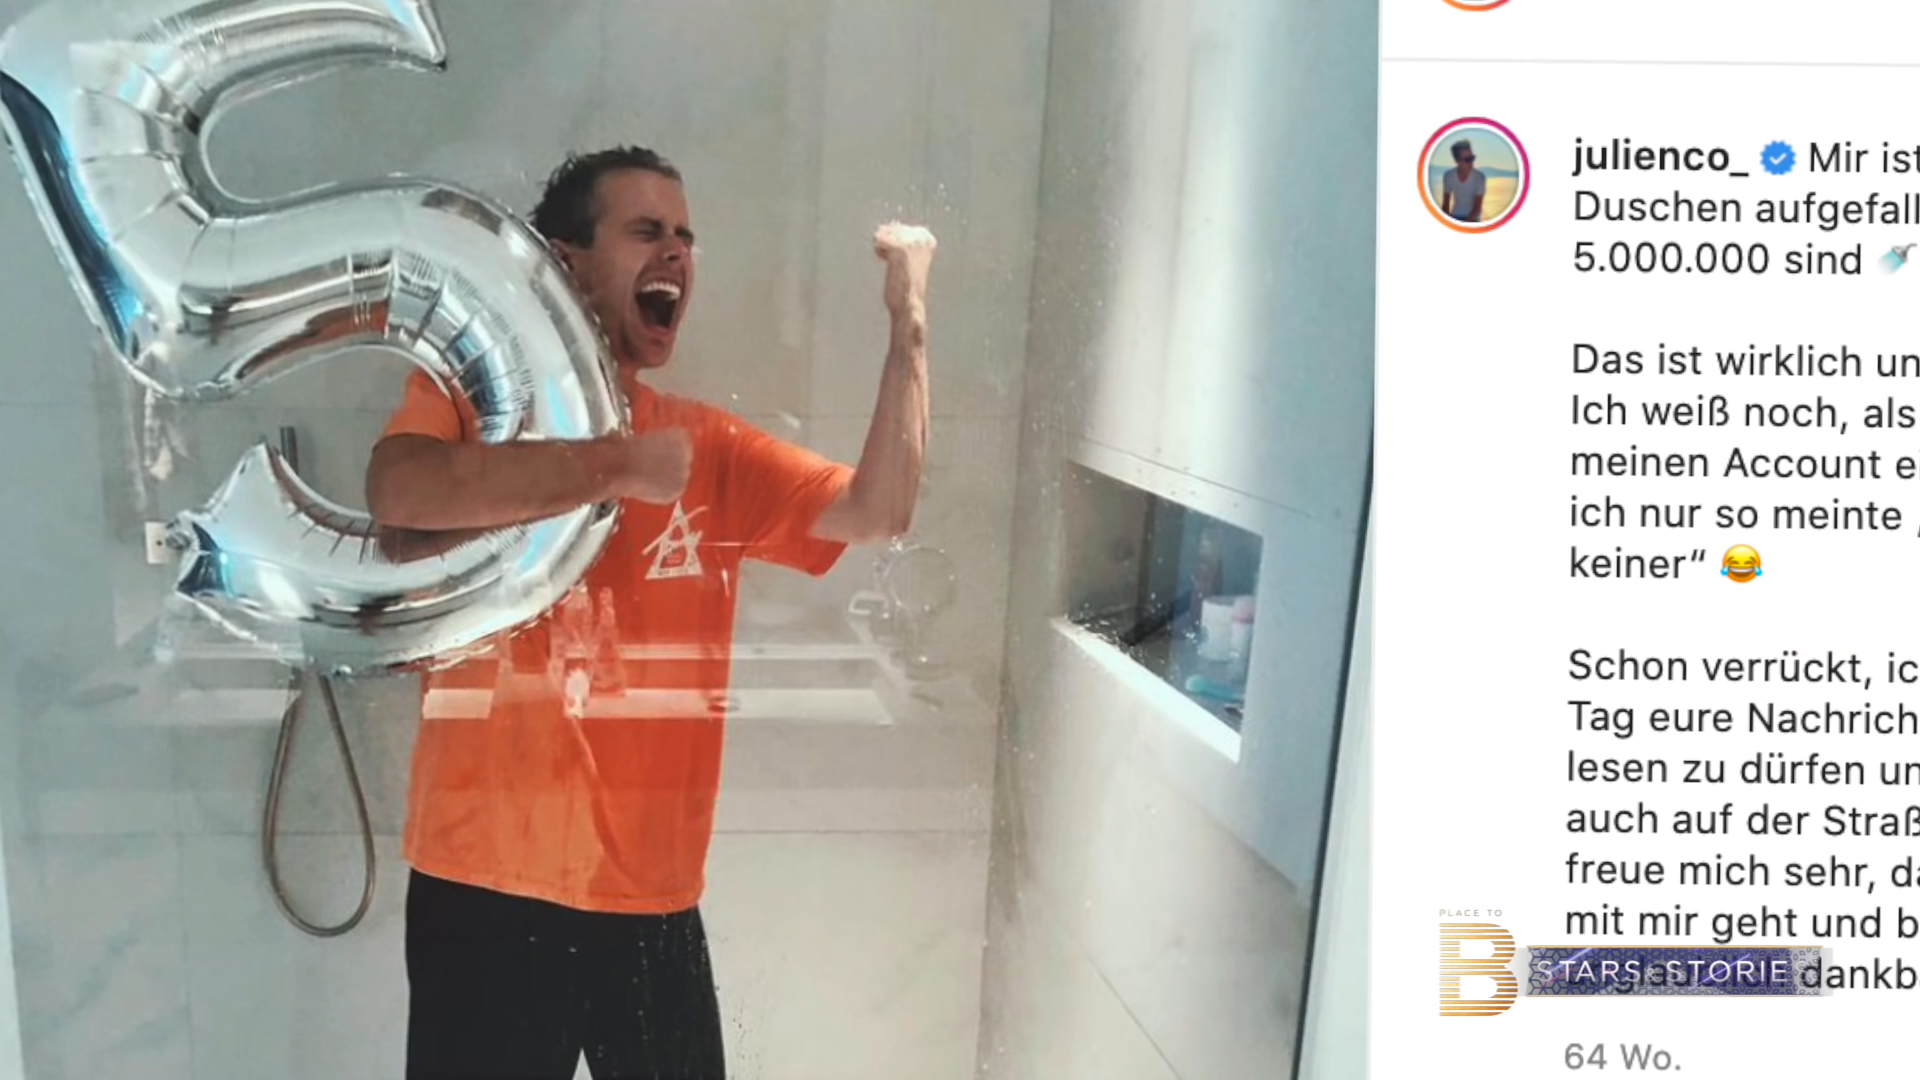 julienco_ Mir ist
Duschen aufgefall
5.000.000 sind
Das ist wirklich un
Ich weiß noch, als
meinen Account ei
ich nur so meinte
keiner“ 😂
Schon verrückt, ic
Tag eure Nachrich
lesen zu dürfen un
auch auf der Straß
freue mich sehr, da
mit mir geht und b
PLACE TO
B
STARS & STORIE
dankba
64 Wo.